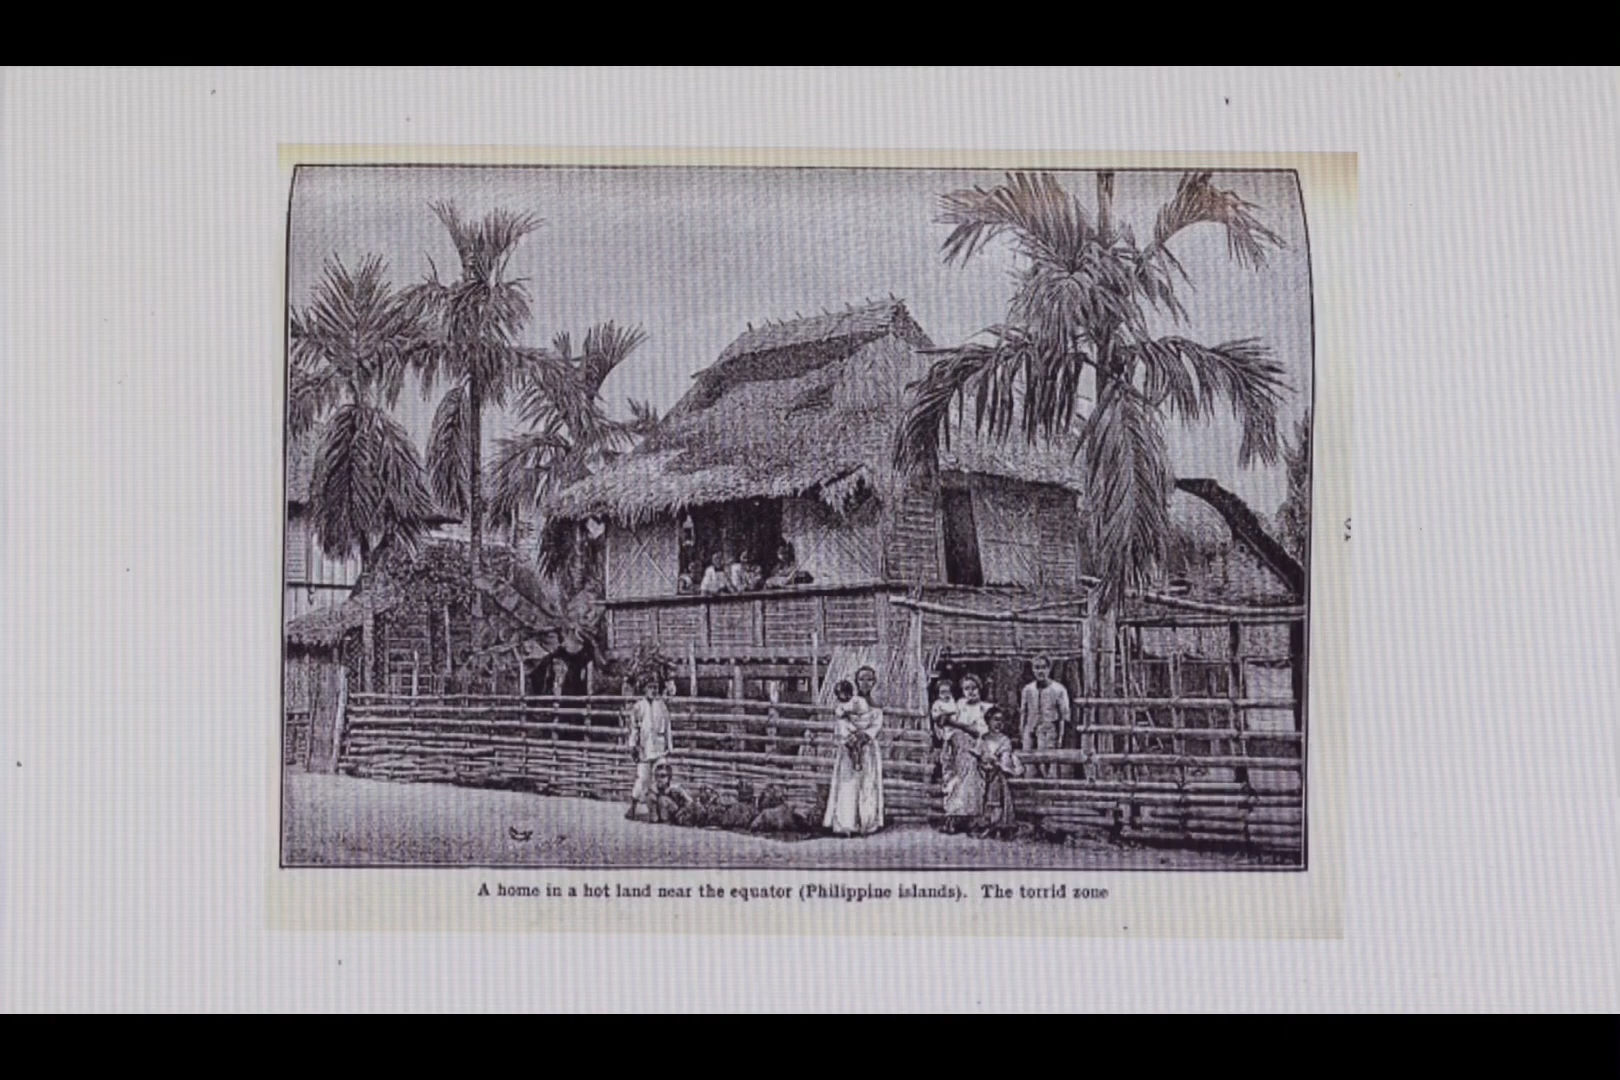 A home in a hot land near the equator (Philippine islands). The torrid zone